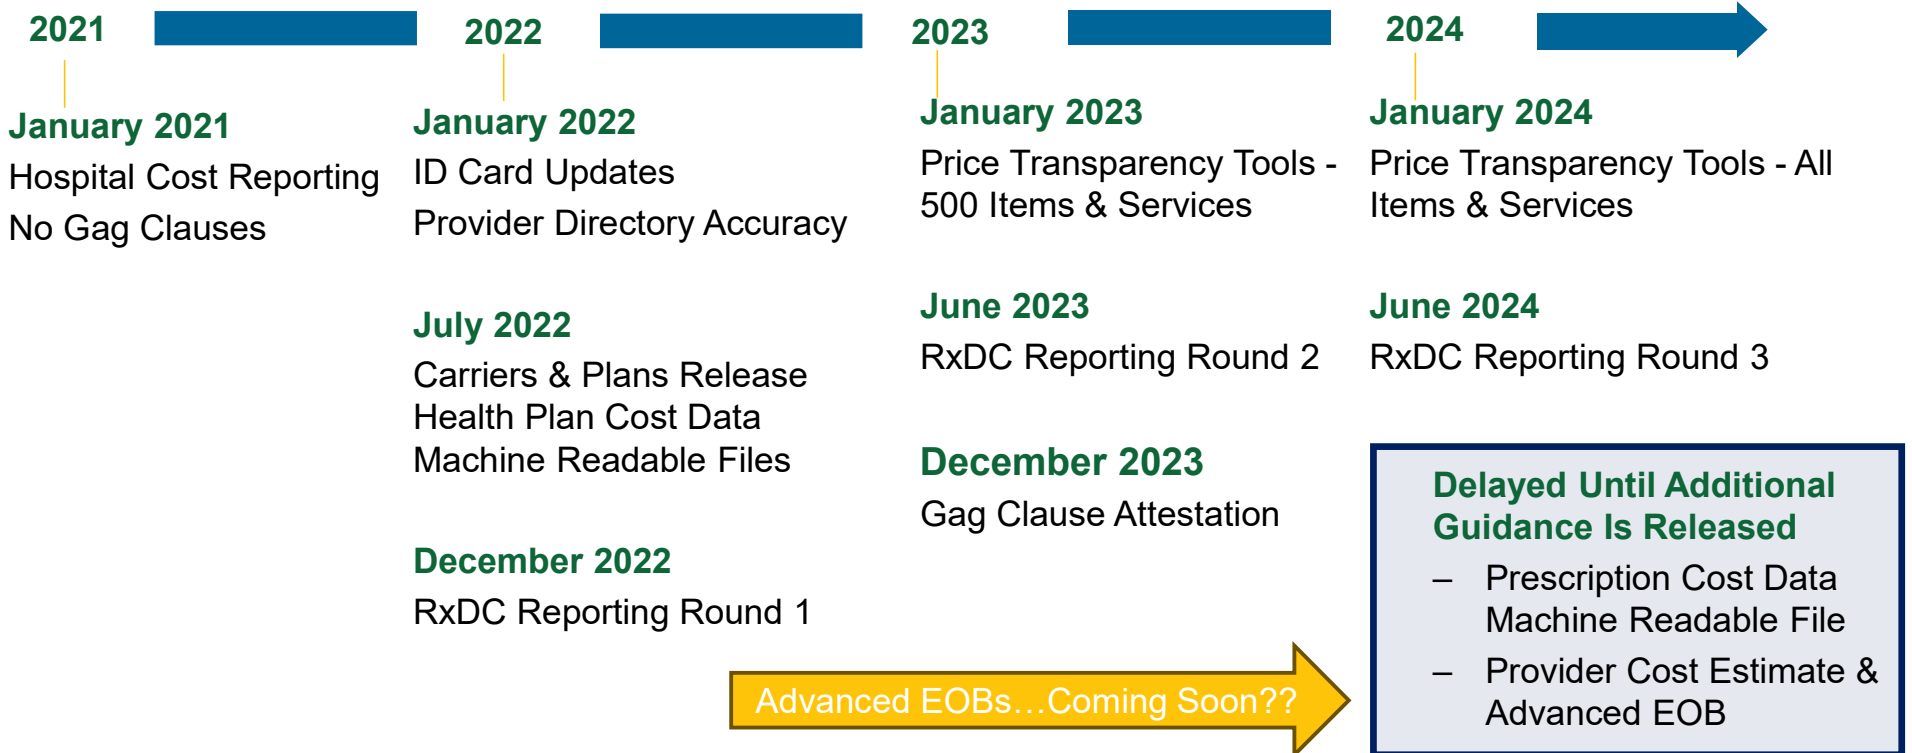 2021
2022
2023
2024
January 2021
Hospital Cost Reporting
No Gag Clauses
January 2022
ID Card Updates
Provider Directory Accuracy
July 2022
Carriers & Plans Release
Health Plan Cost Data
Machine Readable Files
December 2022
RxDC Reporting Round 1
January 2023
Price Transparency Tools -
500 Items & Services
June 2023
RxDC Reporting Round 2
December 2023
Gag Clause Attestation
January 2024
Price Transparency Tools - All
Items & Services
June 2024
RxDC Reporting Round 3
Delayed Until Additional
Guidance Is Released
– Prescription Cost Data
Machine Readable File
– Provider Cost Estimate &
Advanced EOB
Advanced EOBs…Coming Soon??